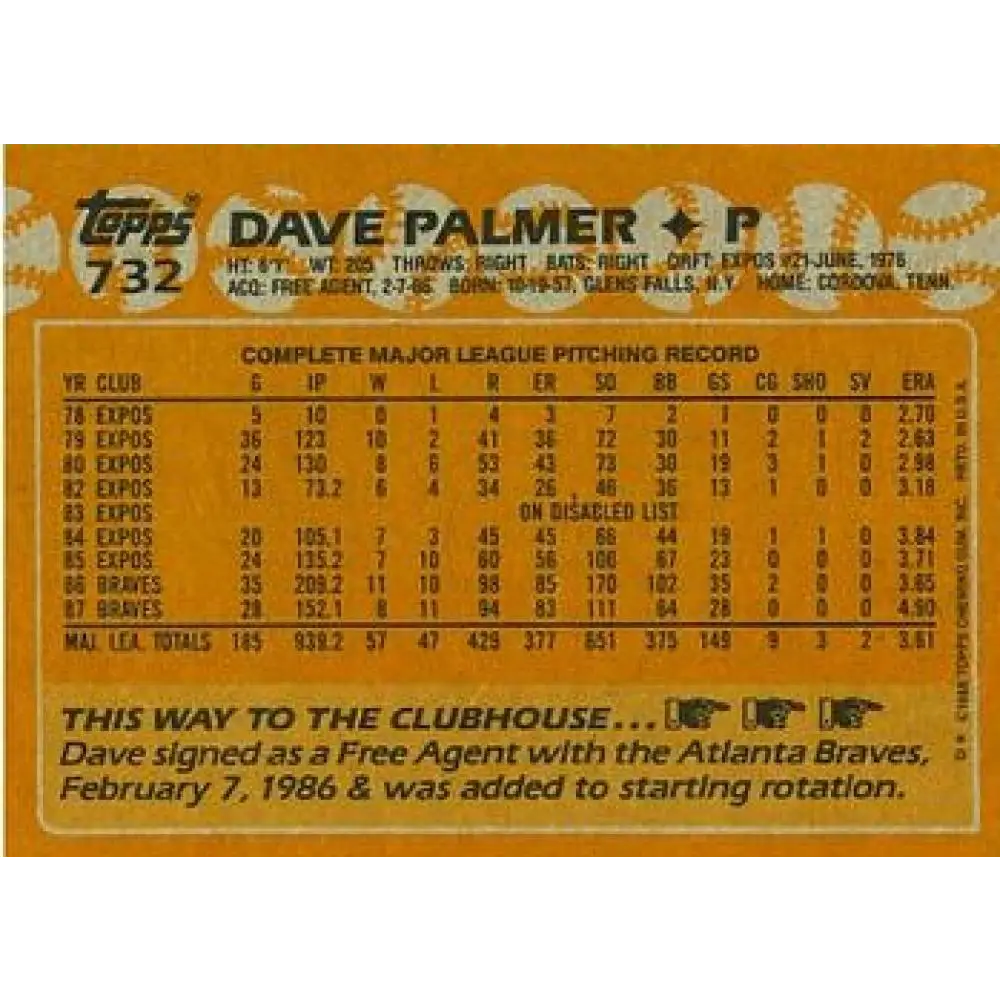 topps®
732
DAVE PALMER ✦ P
HT: 6'1" WT: 205 THROWS: RIGHT BATS: RIGHT DRFT: EXPOS #21-JUNE, 1976
ACQ: FREE AGENT, 2-7-86 BORN: 10-19-57, GLENS FALLS, N.Y. HOME: CORDOVA, TENN.
COMPLETE MAJOR LEAGUE PITCHING RECORD
YR CLUB G IP W L R ER SO BB GS CG SHO SV ERA
78 EXPOS 5 10 0 1 4 3 7 2 1 0 0 0 2.70
79 EXPOS 36 123 10 2 41 36 72 30 11 2 1 2 2.63
80 EXPOS 24 130 8 6 53 43 73 30 19 3 1 0 2.98
82 EXPOS 13 73.2 6 4 34 26 46 36 13 1 0 0 3.18
83 EXPOS ON DISABLED LIST
84 EXPOS 20 105.1 7 3 45 45 66 44 19 1 1 0 3.84
85 EXPOS 24 135.2 7 10 60 56 106 67 23 0 0 0 3.71
86 BRAVES 35 209.2 11 10 98 85 170 102 35 2 0 0 3.65
87 BRAVES 28 152.1 8 11 94 83 111 64 28 0 0 0 4.90
MAJ. LEA. TOTALS 185 939.2 57 47 429 377 651 375 149 9 3 2 3.61
THIS WAY TO THE CLUBHOUSE...
Dave signed as a Free Agent with the Atlanta Braves,
February 7, 1986 & was added to starting rotation.
©1988 TOPPS CHEWING GUM, INC. PRTD. IN U.S.A.